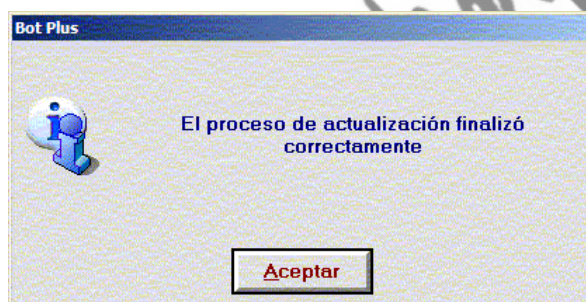 Bot Plus
El proceso de actualización finalizó
correctamente
Aceptar